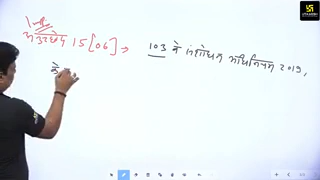 अनुच्छेद 15[06] → 103 वे संशोधन अधिनियम 2019,
के